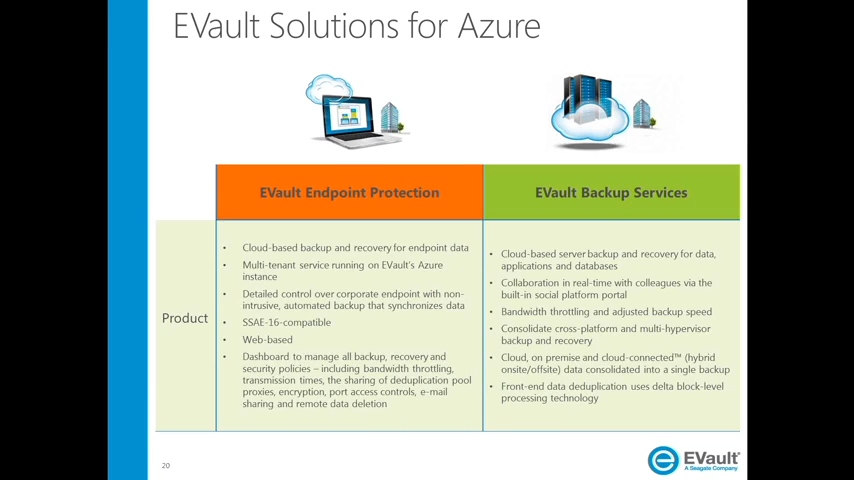 EVault Solutions for Azure
EVault Endpoint Protection
EVault Backup Services
Product
• Cloud-based backup and recovery for endpoint data
• Multi-tenant service running on EVault's Azure
instance
• Detailed control over corporate endpoint with non-
intrusive, automated backup that synchronizes data
• SSAE-16-compatible
• Web-based
• Dashboard to manage all backup, recovery and
security policies – including bandwidth throttling,
transmission times, the sharing of deduplication pool
proxies, encryption, port access controls, e-mail
sharing and remote data deletion
• Cloud-based server backup and recovery for data,
applications and databases
• Collaboration in real-time with colleagues via the
built-in social platform portal
• Bandwidth throttling and adjusted backup speed
• Consolidate cross-platform and multi-hypervisor
backup and recovery
• Cloud, on premise and cloud-connected™ (hybrid
onsite/offsite) data consolidated into a single backup
• Front-end data deduplication uses delta block-level
processing technology
20
EVault
A Seagate Company